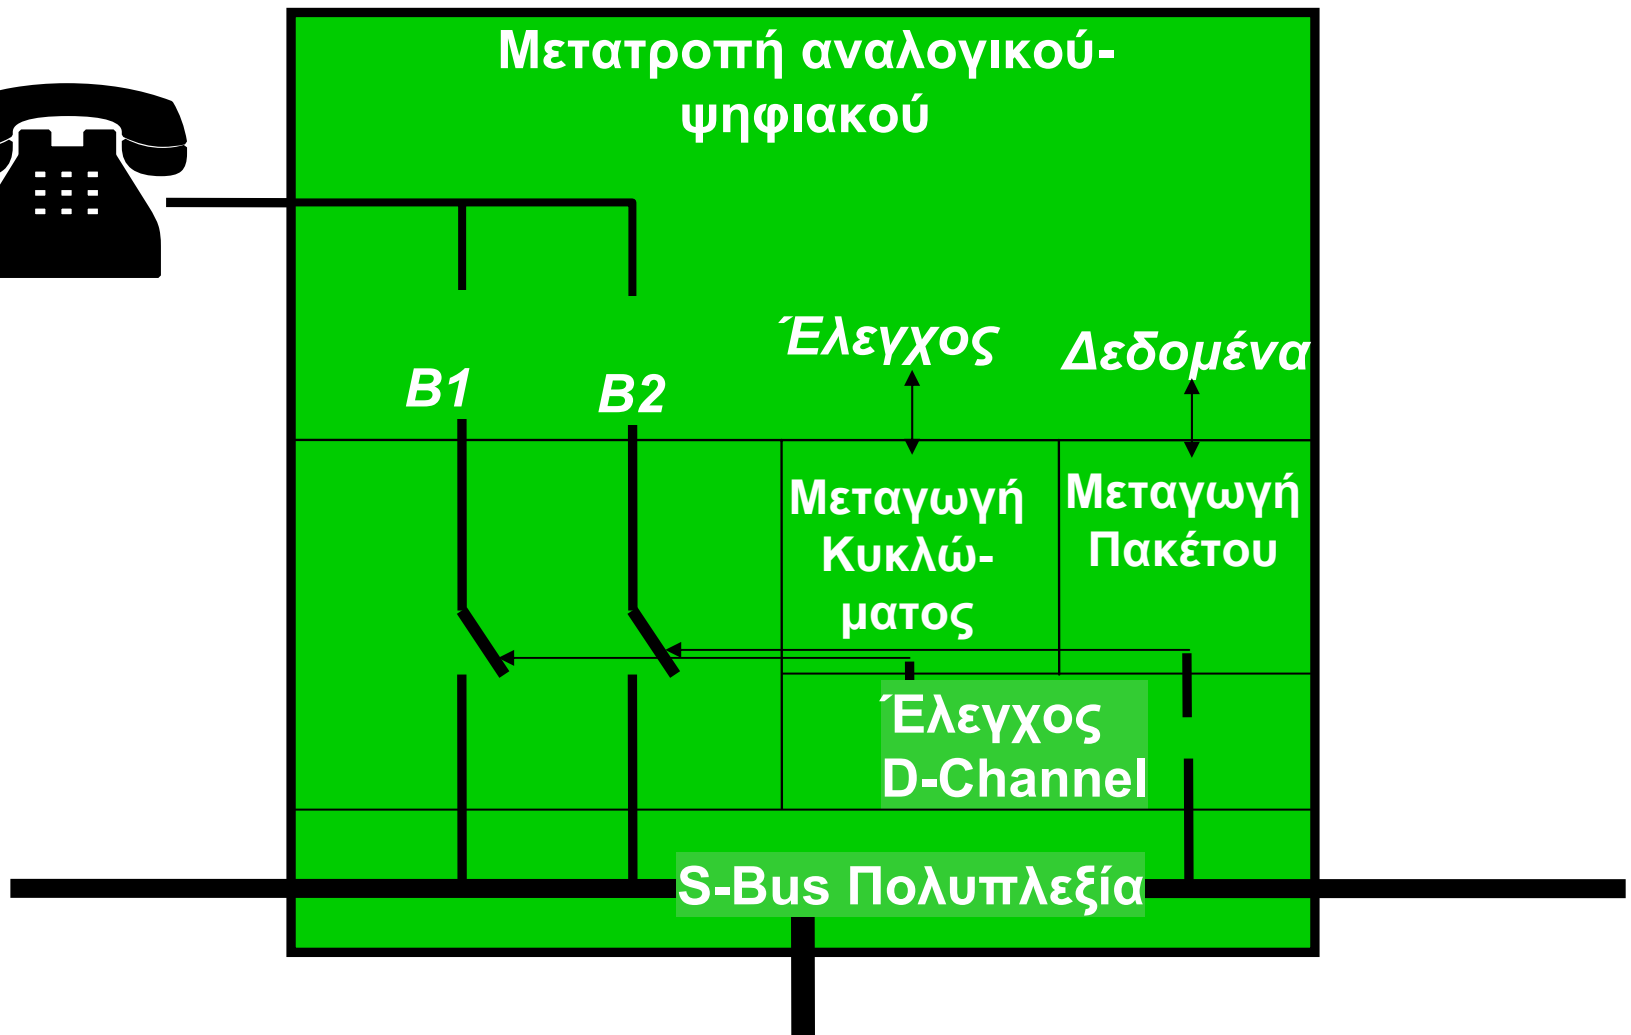 Μετατροπή αναλογικού-
ψηφιακού
Έλεγχος
Δεδομένα
B1
B2
Μεταγωγή
Κυκλώ-
ματος
Μεταγωγή
Πακέτου
Έλεγχος
D-Channel
S-Bus Πολυπλεξία